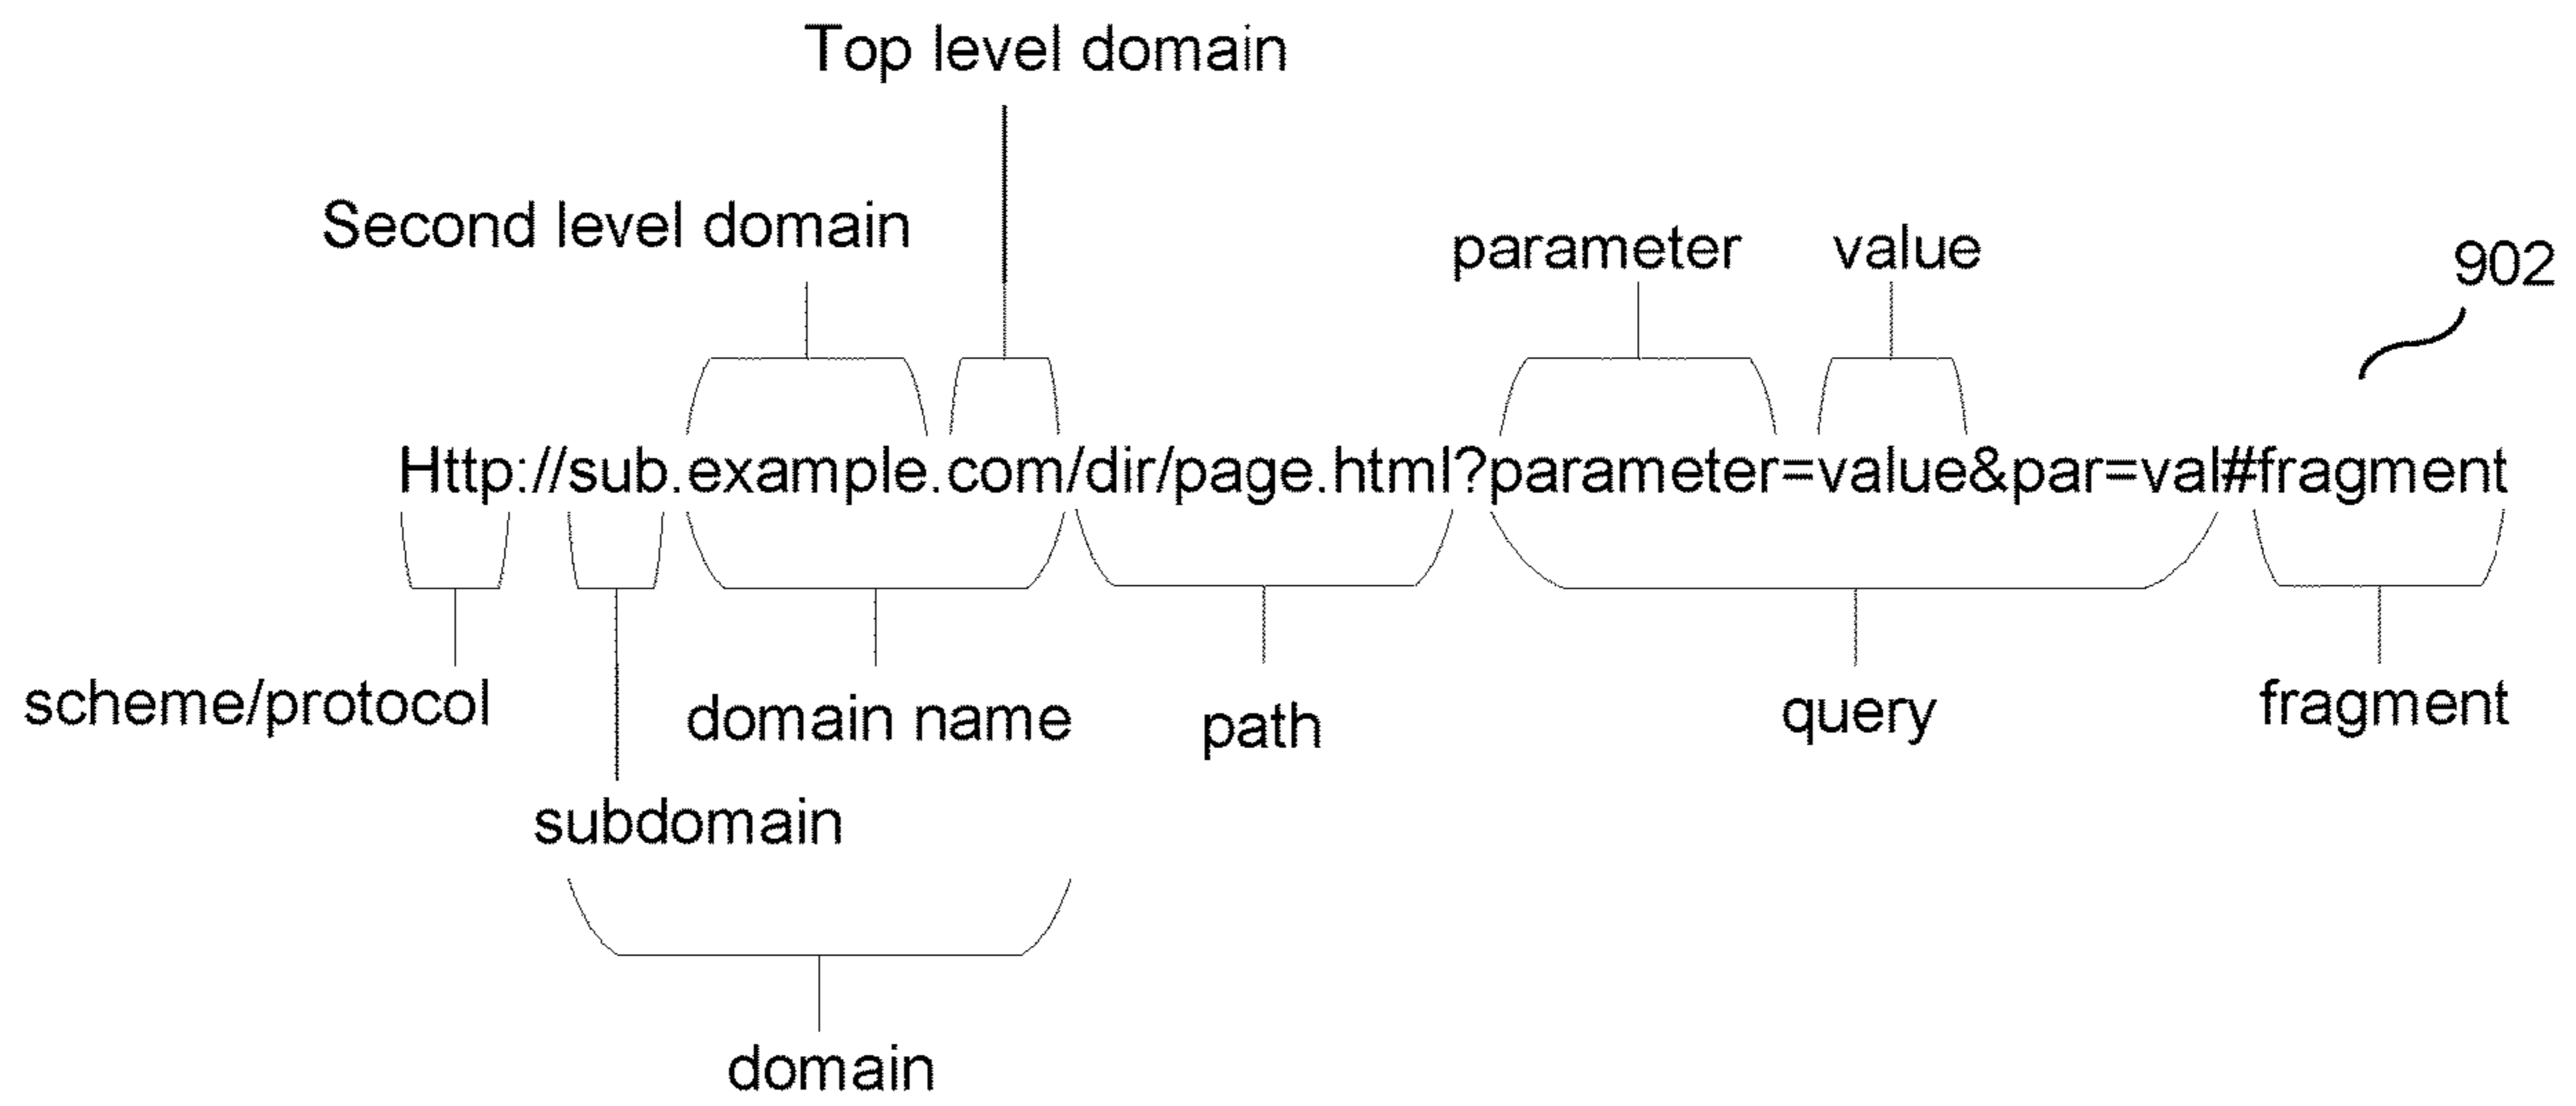 Top level domain
Second level domain
parameter value
902
Http://sub.example.com/dir/page.html?parameter=value&par=val#fragment
scheme/protocol
domain name
path
query
fragment
subdomain
domain